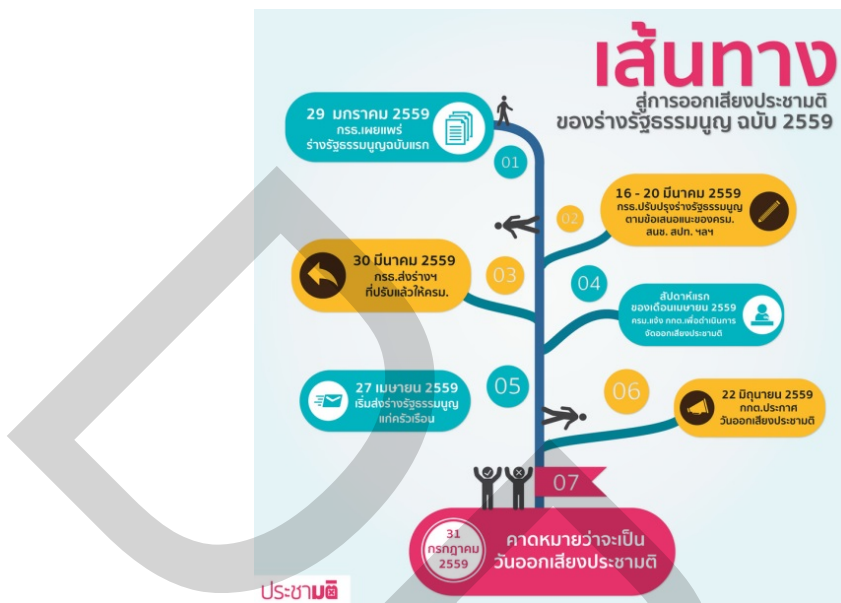 เส้นทาง
สู่การออกเสียงประชามติ
ของร่างรัฐธรรมนูญ ฉบับ 2559
29 มกราคม 2559
กรธ.เผยแพร่
ร่างรัฐธรรมนูญฉบับแรก
01
16 - 20 มีนาคม 2559
กรธ.ปรับปรุงร่างรัฐธรรมนูญ
ตามข้อเสนอแนะของครม.
สนช. สปท. ฯลฯ
02
30 มีนาคม 2559
กรธ.ส่งร่างฯ
ที่ปรับแล้วให้ครม.
03
04
สัปดาห์แรก
ของเดือนเมษายน 2559
ครม.แจ้ง กกต.เพื่อดำเนินการ
จัดออกเสียงประชามติ
27 เมษายน 2559
เริ่มส่งร่างรัฐธรรมนูญ
แก่ครัวเรือน
05
06
22 มิถุนายน 2559
กกต.ประกาศ
วันออกเสียงประชามติ
07
31
กรกฎาคม
2559
คาดหมายว่าจะเป็น
วันออกเสียงประชามติ
ประชามติ